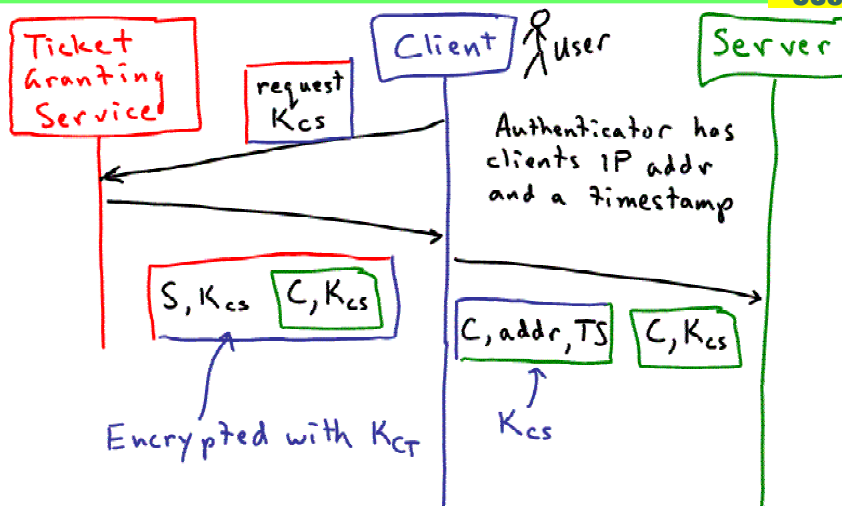 Ticket
Granting
Service
request
Kcs
Client
user
Server
Authenticator has
clients IP addr
and a timestamp
S, Kcs
C, Kcs
C, addr, TS
C, Kcs
Encrypted with KCT
Kcs